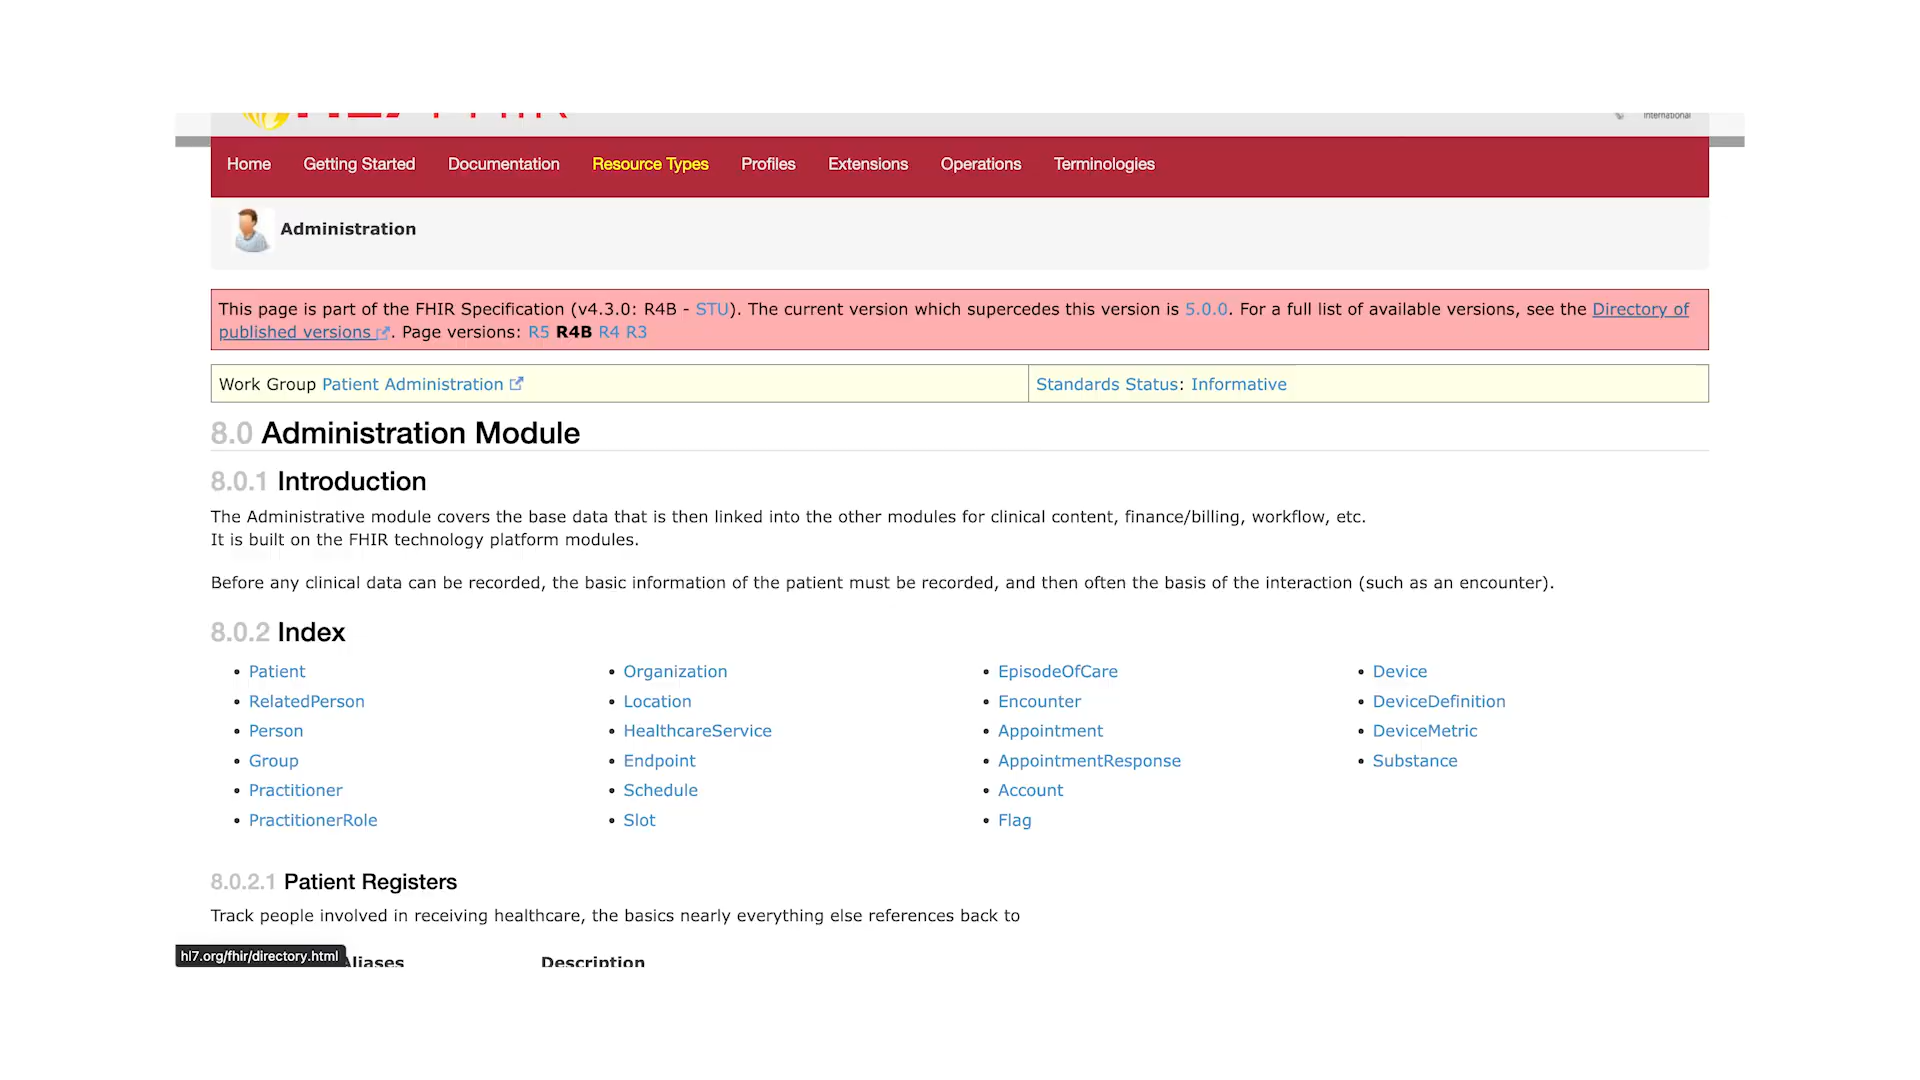 International
Home Getting Started Documentation Resource Types Profiles Extensions Operations Terminologies
Administration
This page is part of the FHIR Specification (v4.3.0: R4B - STU). The current version which supercedes this version is 5.0.0. For a full list of available versions, see the Directory of
published versions. Page versions: R5 R4B R4 R3
Work Group Patient Administration
Standards Status: Informative
8.0 Administration Module
8.0.1 Introduction
The Administrative module covers the base data that is then linked into the other modules for clinical content, finance/billing, workflow, etc.
It is built on the FHIR technology platform modules.
Before any clinical data can be recorded, the basic information of the patient must be recorded, and then often the basis of the interaction (such as an encounter).
8.0.2 Index
• Patient
• RelatedPerson
• Person
• Group
• Practitioner
• PractitionerRole
• Organization
• Location
• HealthcareService
• Endpoint
• Schedule
• Slot
• EpisodeOfCare
• Encounter
• Appointment
• AppointmentResponse
• Account
• Flag
• Device
• DeviceDefinition
• DeviceMetric
• Substance
8.0.2.1 Patient Registers
Track people involved in receiving healthcare, the basics nearly everything else references back to
hl7.org/fhir/directory.html
Aliases Description